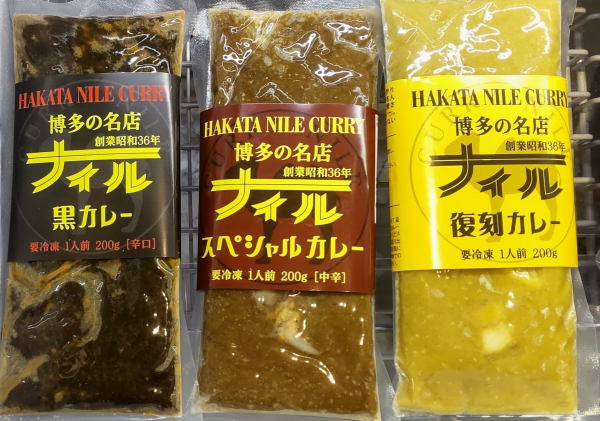 HAKATA NILE CURRY
博多の名店
創業昭和36年
ナイル
黒カレー
要冷凍 1人前 200g [辛口]
HAKATA NILE CURRY
博多の名店
創業昭和36年
ナイル
スペシャルカレー
要冷凍 1人前 200g [中辛]
HAKATA NILE CURRY
博多の名店
創業昭和36年
ナイル
復刻カレー
要冷凍 1人前 200g